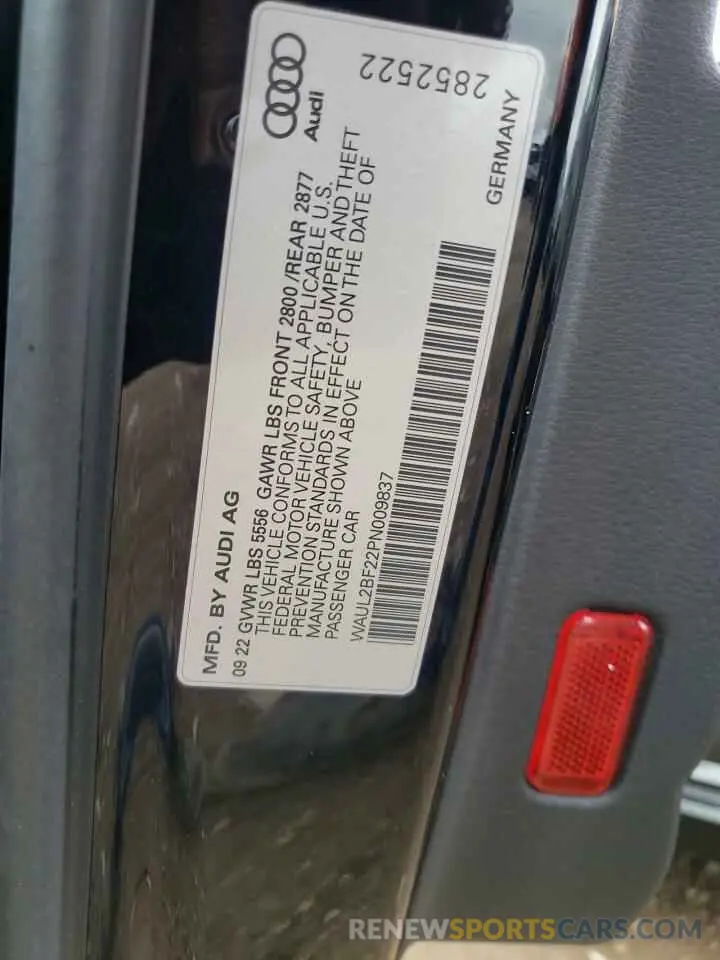 MFD. BY AUDI AG
09 22 GVWR LBS 5556 GAWR LBS FRONT 2800 /REAR 2877
THIS VEHICLE CONFORMS TO ALL APPLICABLE U.S.
FEDERAL MOTOR VEHICLE SAFETY, BUMPER AND THEFT
PREVENTION STANDARDS IN EFFECT ON THE DATE OF
MANUFACTURE SHOWN ABOVE
PASSENGER CAR
WAUL2BF22PN009837
Audi
2852522
GERMANY
RENEWSPORTSCARS.COM